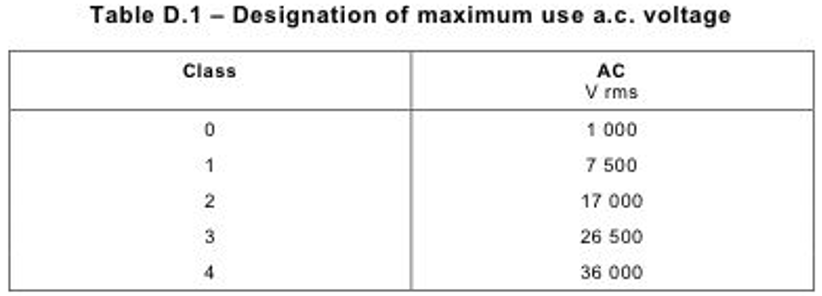 Table D.1 – Designation of maximum use a.c. voltage
Class AC
V rms
0 1 000
1 7 500
2 17 000
3 26 500
4 36 000